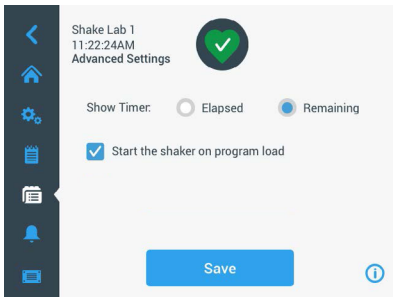 Shake Lab 1
11:22:24AM
Advanced Settings
Show Timer: Elapsed Remaining
Start the shaker on program load
Save